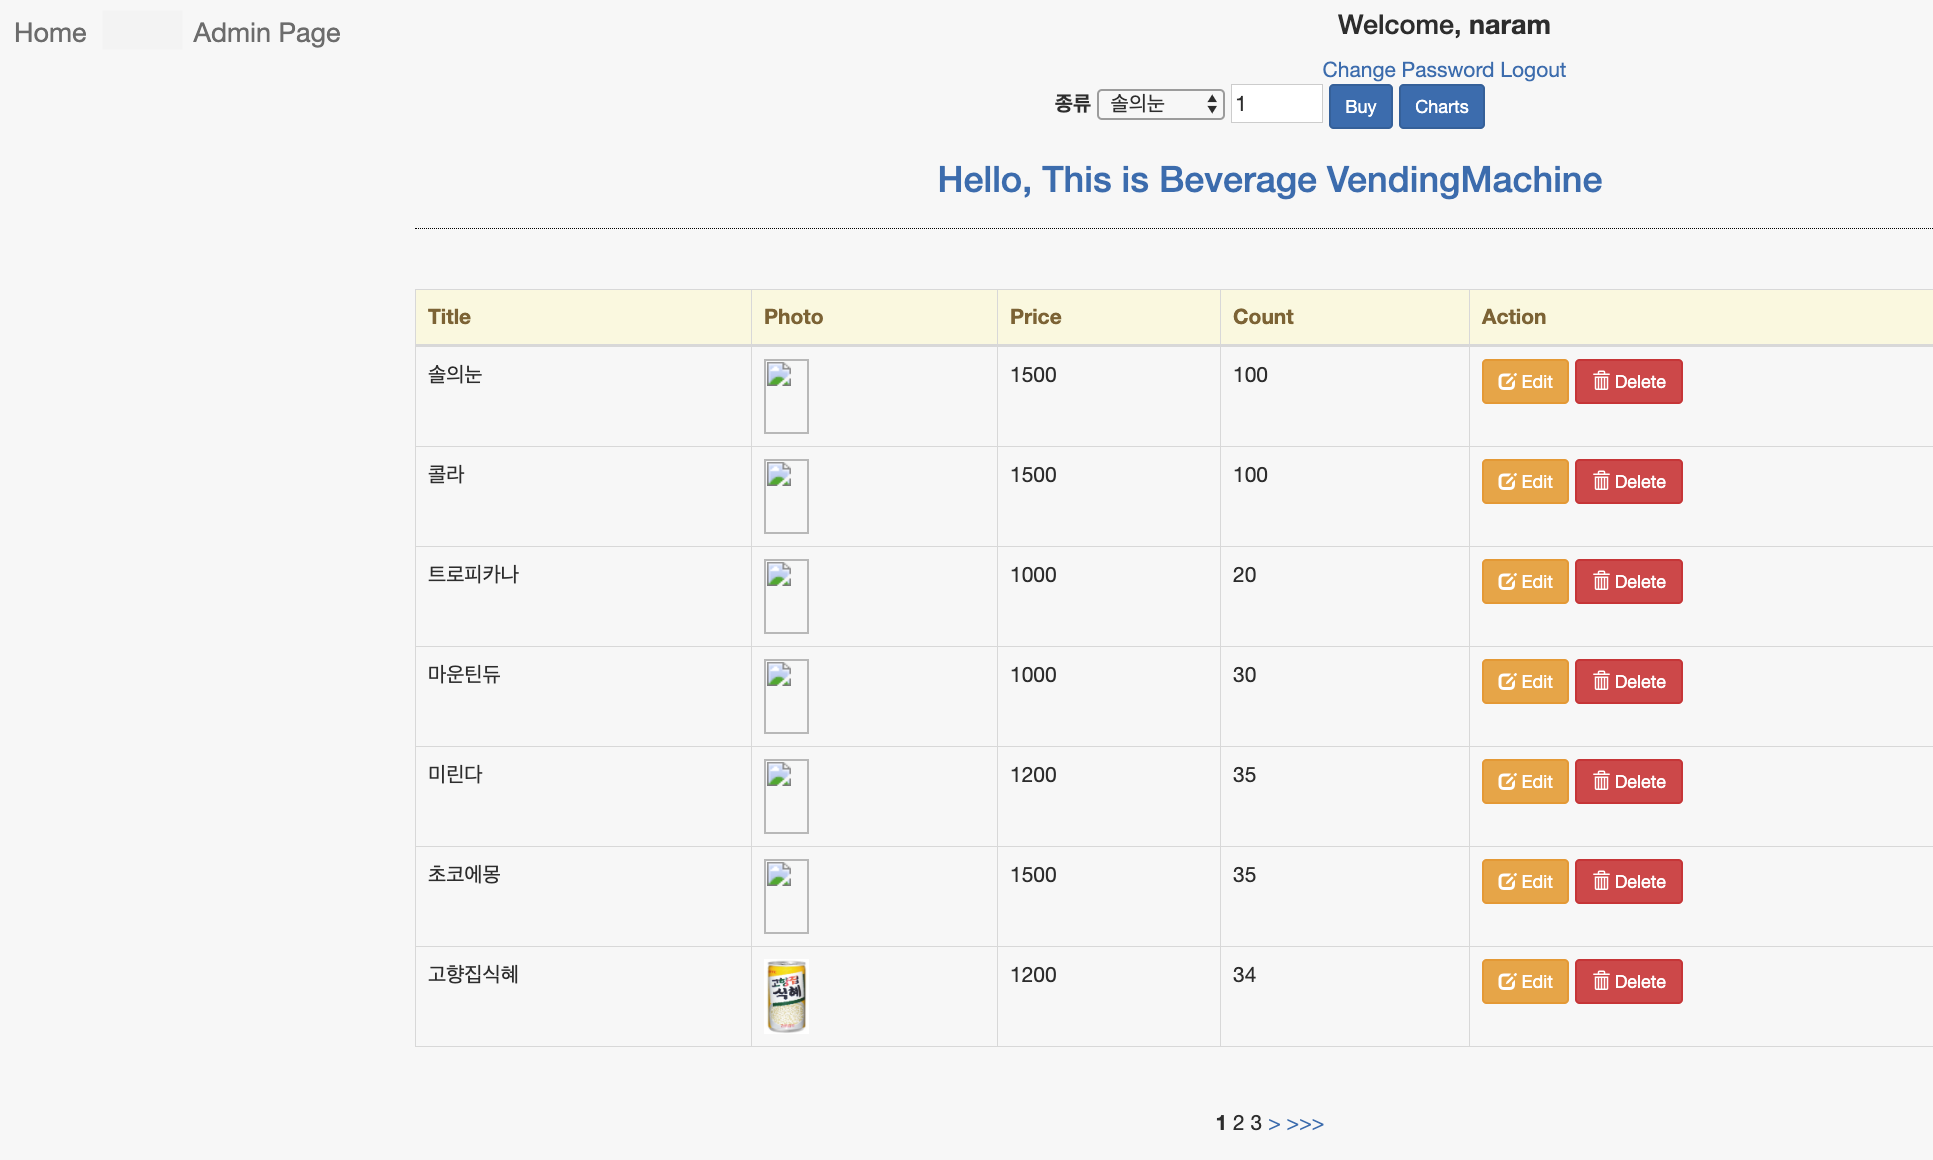 Home Admin Page
Welcome, naram
Change Password Logout
종류 솔의눈 1 Buy Charts
Hello, This is Beverage VendingMachine
Title Photo Price Count Action
솔의눈 1500 100 Edit Delete
콜라 1500 100 Edit Delete
트로피카나 1000 20 Edit Delete
마운틴듀 1000 30 Edit Delete
미린다 1200 35 Edit Delete
초코에몽 1500 35 Edit Delete
고향집식혜 고향집 식혜 1200 34 Edit Delete
1 2 3 > >>>